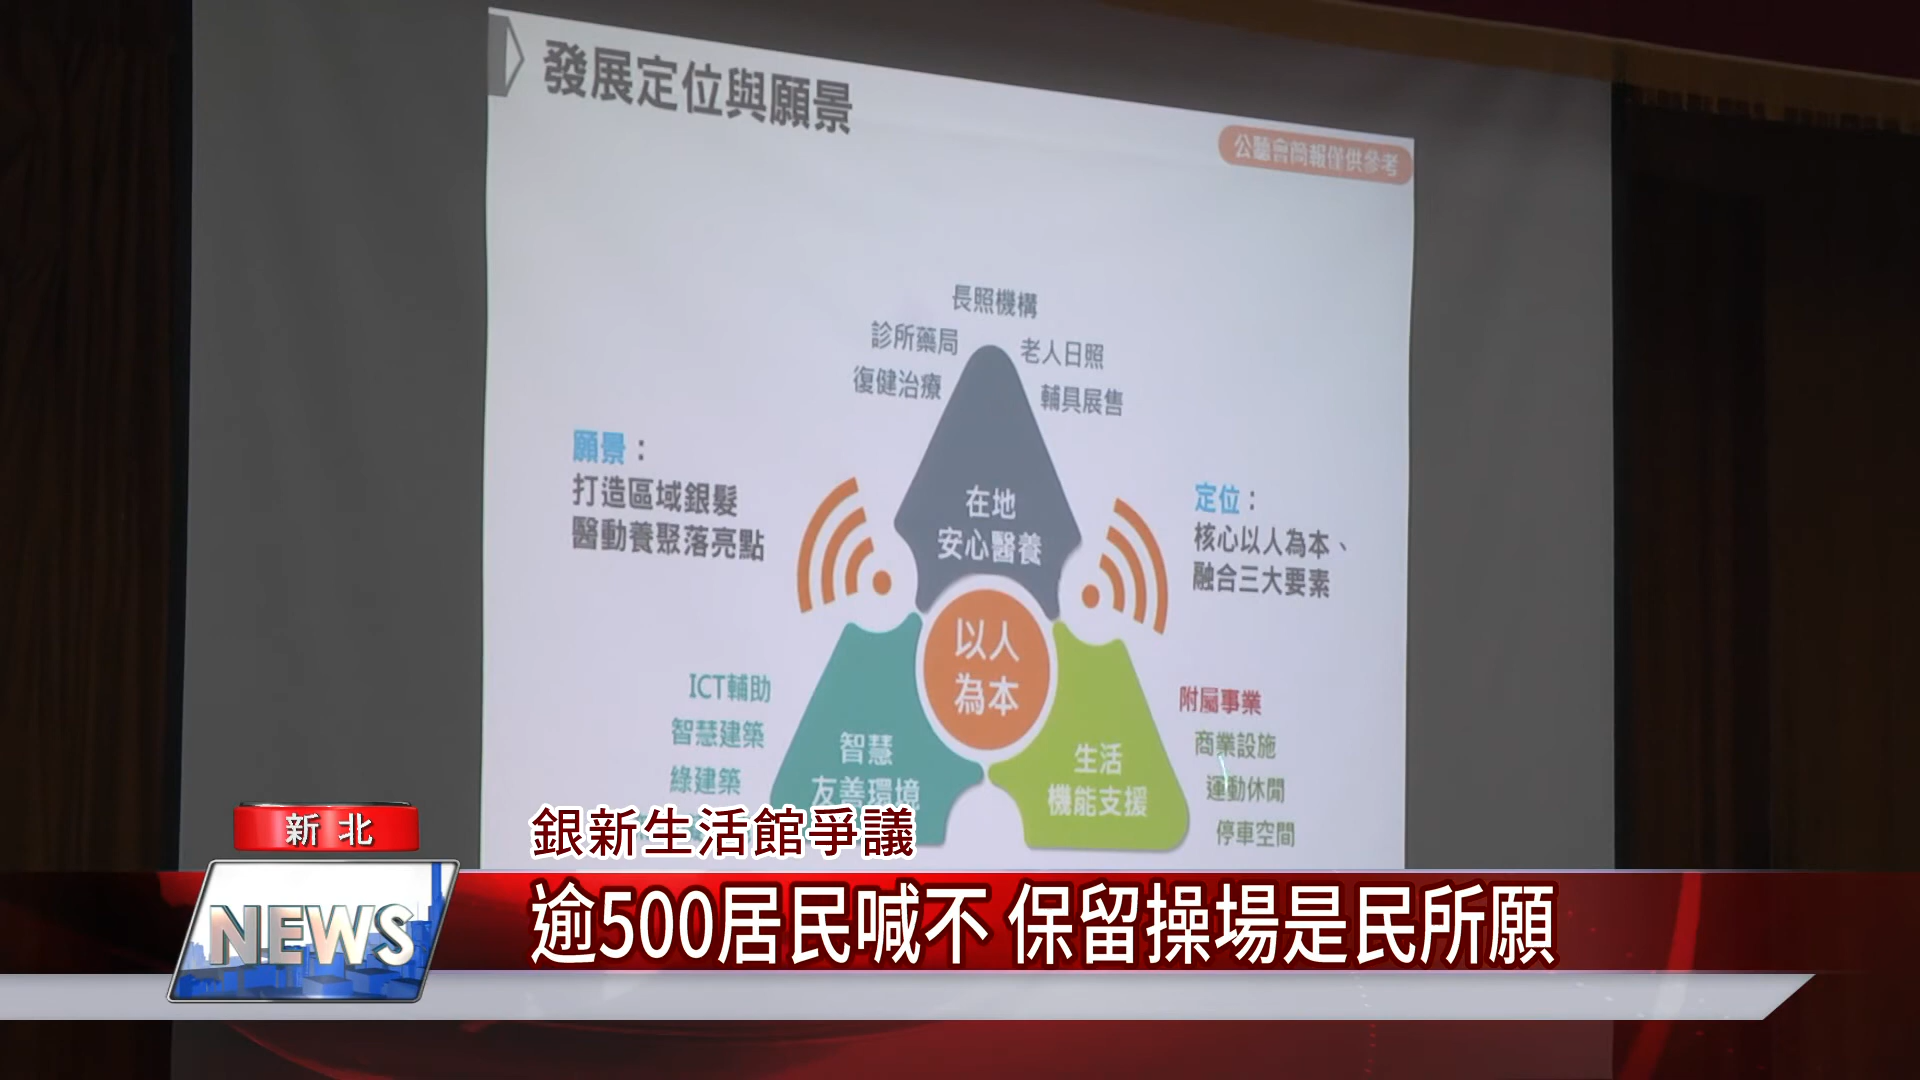 發展定位與願景
公聽會簡報僅供參考
長照機構
診所藥局
老人日照
復健治療
輔具展售
願景：
打造區域銀髮
醫動養聚落亮點
在地
安心醫養
定位：
核心以人為本、
融合三大要素
以人
為本
ICT輔助
智慧建築
綠建築
智慧
友善環境
生活
機能支援
附屬事業
商業設施
運動休閒
停車空間
新北
NEWS
銀新生活館爭議
逾500居民喊不 保留操場是民所願